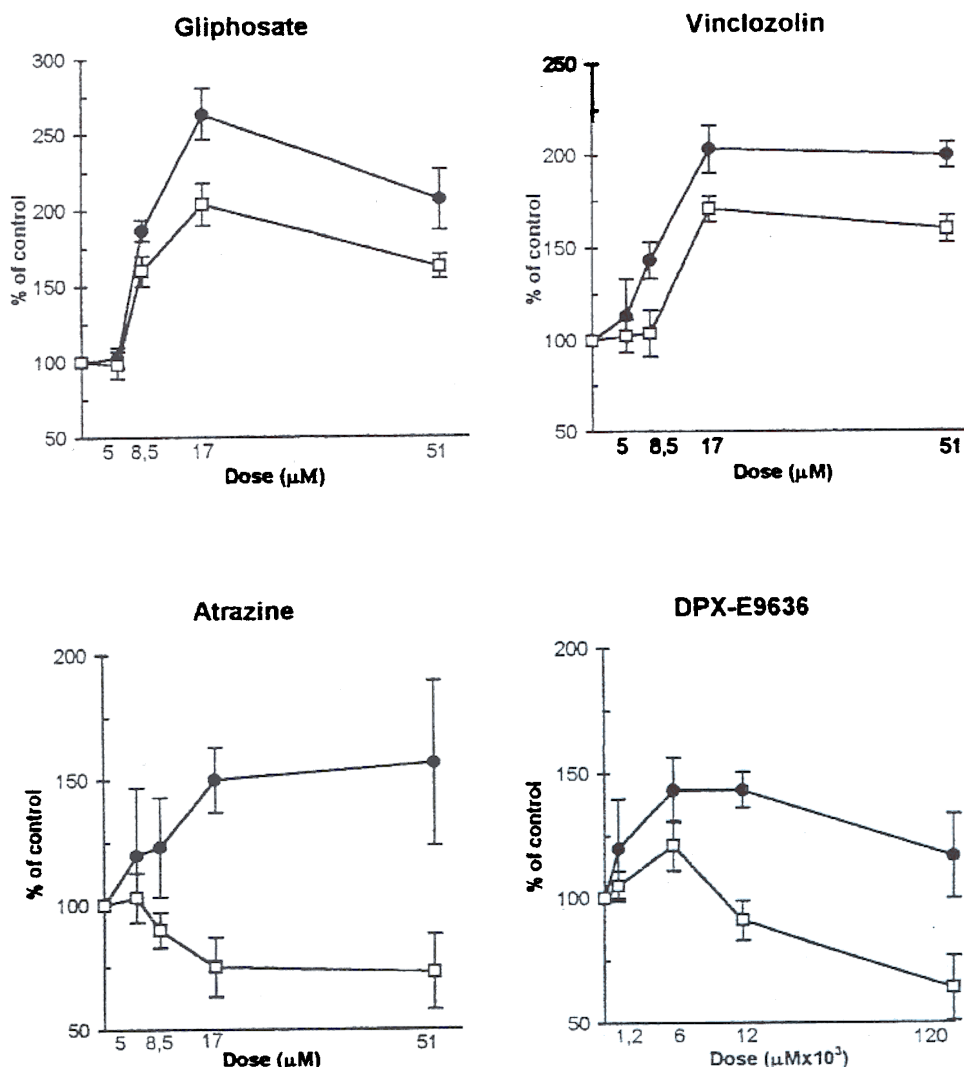 Gliphosate
300
250
200
150
100
50
% of control
5 8,5 17 51
Dose (μM)
Vinclozolin
250
200
150
100
50
% of control
5 8,5 17 51
Dose (μM)
Atrazine
200
150
100
50
% of control
5 8,5 17 51
Dose (μM)
DPX-E9636
200
150
100
50
% of control
1,2 6 12 120
Dose (μMx10³)